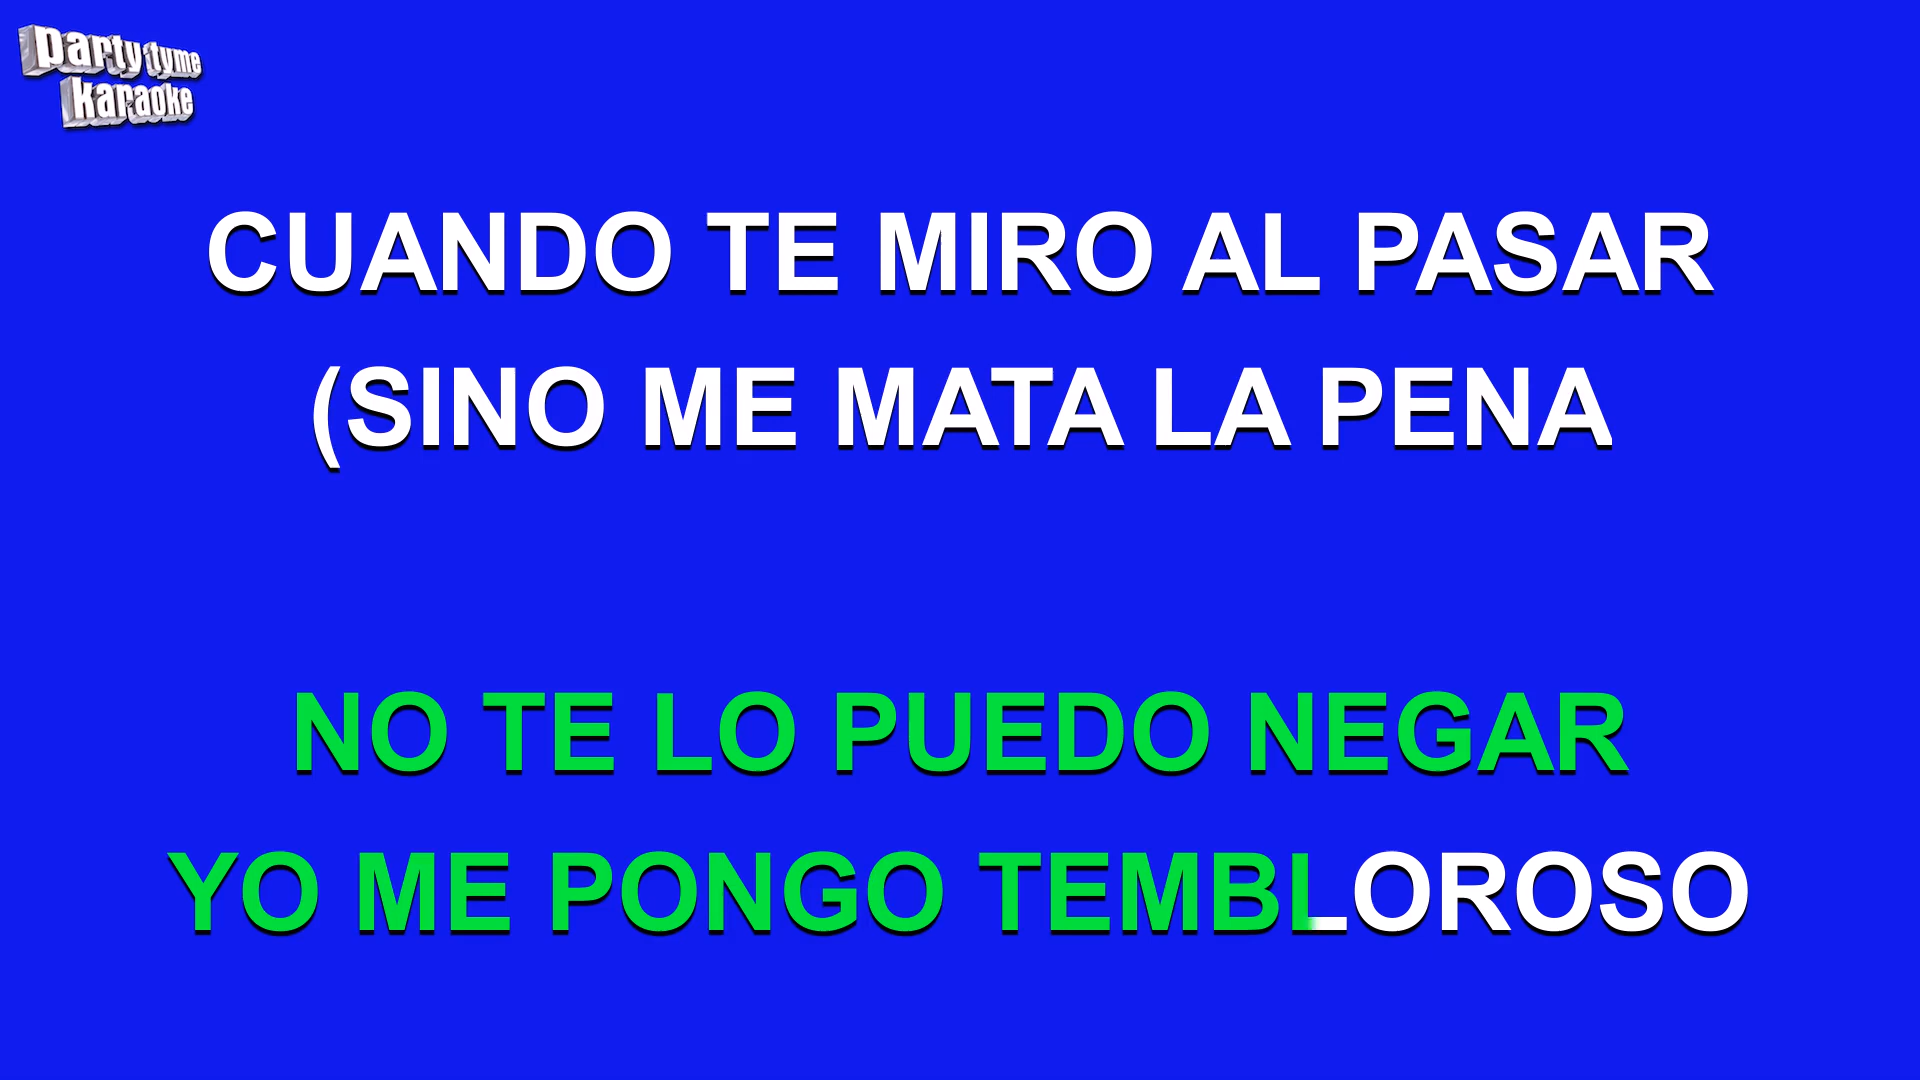 party tyme
karaoke
CUANDO TE MIRO AL PASAR
(SINO ME MATA LA PENA
NO TE LO PUEDO NEGAR
YO ME PONGO TEMBLOROSO